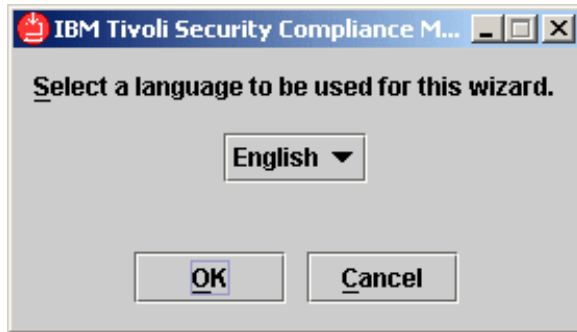 IBM Tivoli Security Compliance M...
Select a language to be used for this wizard.
English
OK
Cancel